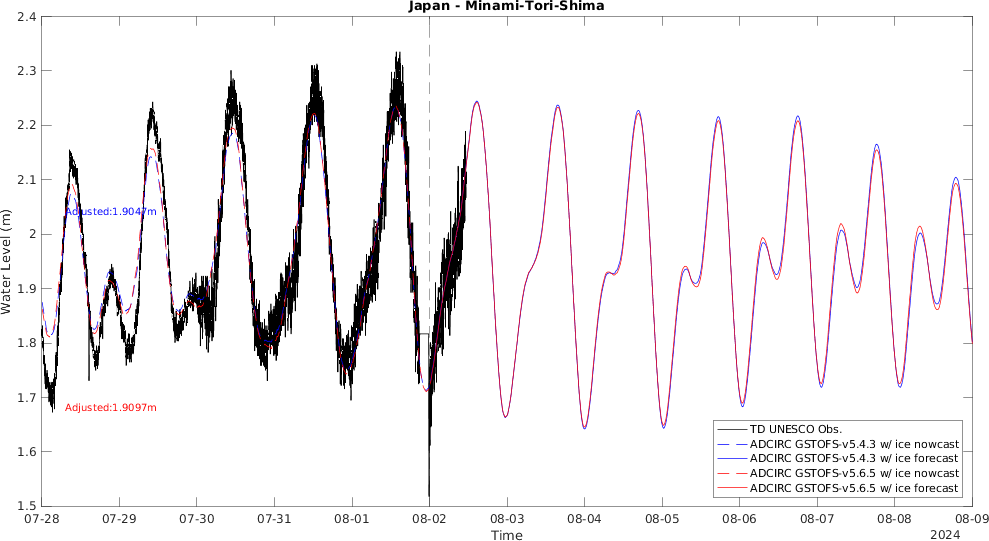 Japan - Minami-Tori-Shima
2.4
2.3
2.2
2.1
2
1.9
1.8
1.7
1.6
1.5
Water Level (m)
Adjusted:1.9047m
Adjusted:1.9097m
TD UNESCO Obs.
ADCIRC GSTOFS-v5.4.3 w/ ice nowcast
ADCIRC GSTOFS-v5.4.3 w/ ice forecast
ADCIRC GSTOFS-v5.6.5 w/ ice nowcast
ADCIRC GSTOFS-v5.6.5 w/ ice forecast
07-28 07-29 07-30 07-31 08-01 08-02 08-03 08-04 08-05 08-06 08-07 08-08 08-09
Time
2024